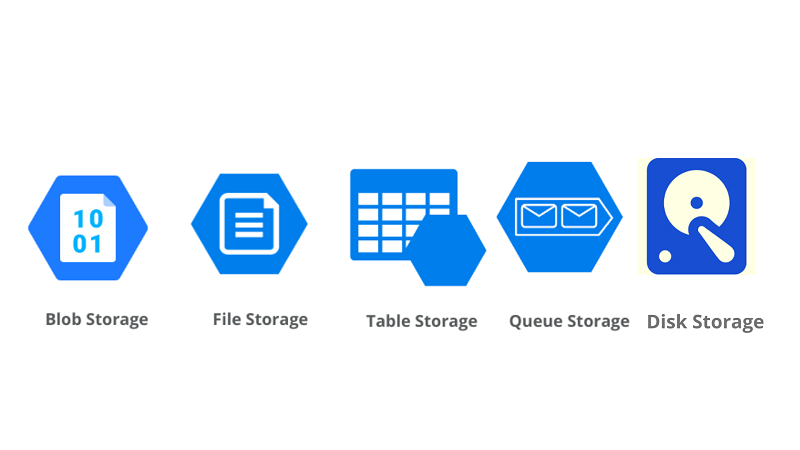 10
01
Blob Storage
File Storage
Table Storage
Queue Storage
Disk Storage